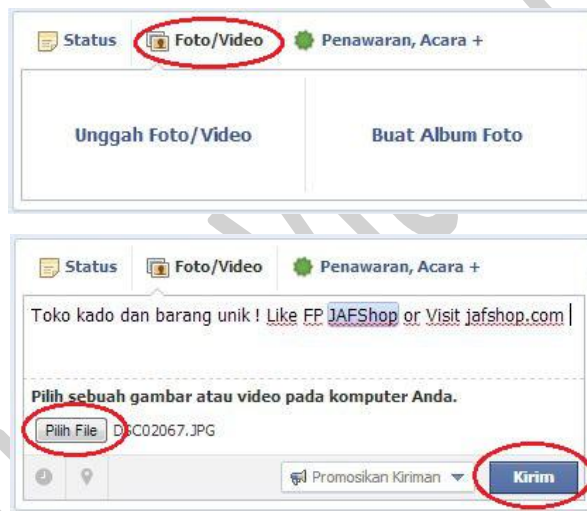 Status Foto/Video Penawaran, Acara +
Unggah Foto/Video Buat Album Foto
Status Foto/Video Penawaran, Acara +
Toko kado dan barang unik ! Like FP JAFShop or Visit jafshop.com
Pilih sebuah gambar atau video pada komputer Anda.
Pilih File DSC02067.JPG
Promosikan Kiriman Kirim